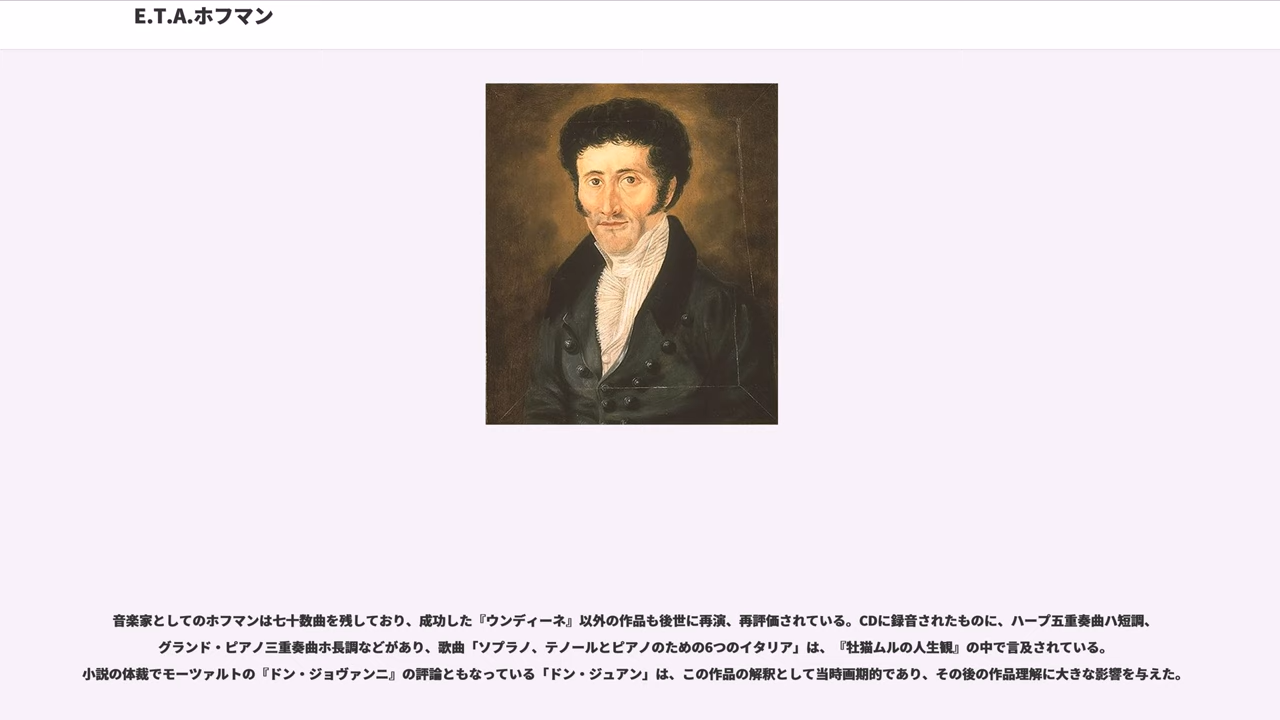 E.T.A.ホフマン
音楽家としてのホフマンは七十数曲を残しており、成功した『ウンディーネ』以外の作品も後世に再演、再評価されている。CDに録音されたものに、ハープ五重奏曲ハ短調、
グランド・ピアノ三重奏曲ホ長調などがあり、歌曲「ソプラノ、テノールとピアノのための6つのイタリア」は、『牡猫ムルの人生観』の中で言及されている。
小説の体裁でモーツァルトの『ドン・ジョヴァンニ』の評論ともなっている「ドン・ジュアン」は、この作品の解釈として当時画期的であり、その後の作品理解に大きな影響を与えた。